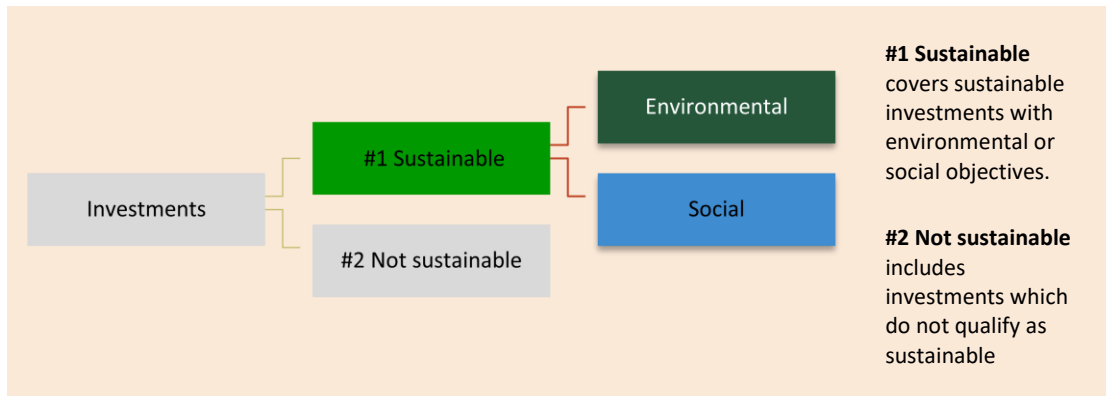 Investments
#1 Sustainable
#2 Not sustainable
Environmental
Social
#1 Sustainable
covers sustainable
investments with
environmental or
social objectives.
#2 Not sustainable
includes
investments which
do not qualify as
sustainable